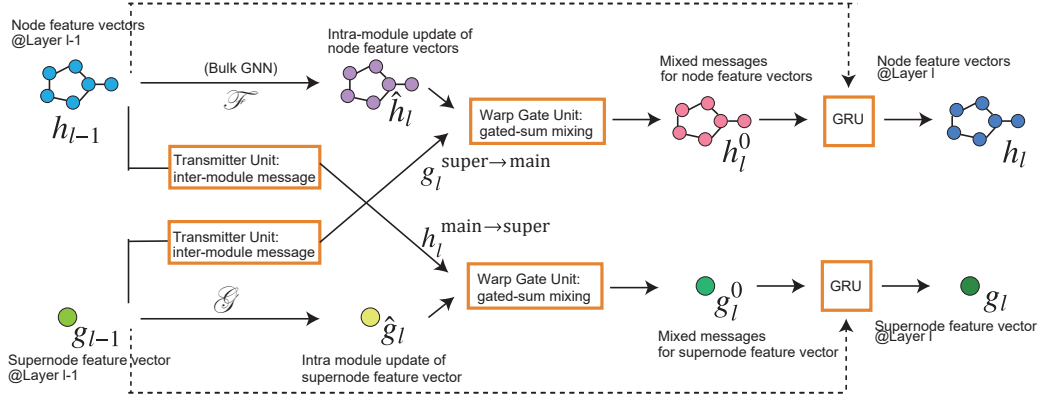 Node feature vectors
@Layer l-1
h_{l-1}
(Bulk GNN)
ℱ
Intra-module update of
node feature vectors
ĥ_l
Transmitter Unit:
inter-module message
g_l^{super→main}
Warp Gate Unit:
gated-sum mixing
Mixed messages
for node feature vectors
h_l^0
GRU
Node feature vectors
@Layer l
h_l
Transmitter Unit:
inter-module message
h_l^{main→super}
g_{l-1}
Supernode feature vector
@Layer l-1
𝒢
ĝ_l
Intra module update of
supernode feature vector
Warp Gate Unit:
gated-sum mixing
g_l^0
Mixed messages
for supernode feature vector
GRU
g_l
Supernode feature vector
@Layer l